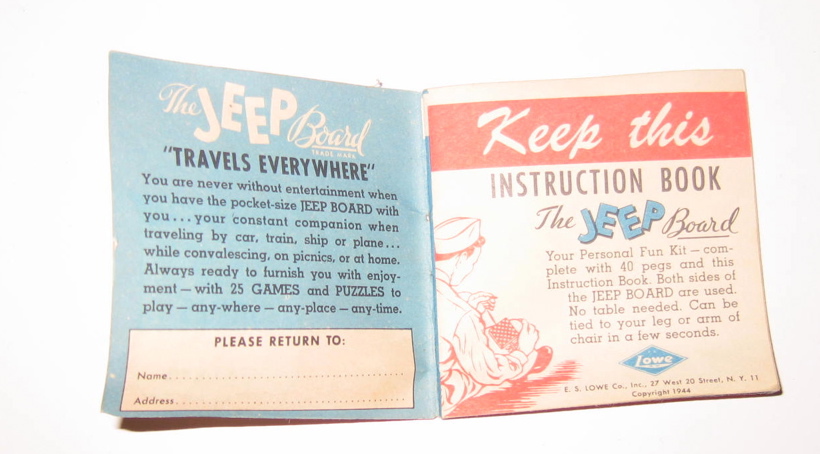 The JEEP Board
TRADE MARK
"TRAVELS EVERYWHERE"
You are never without entertainment when
you have the pocket-size JEEP BOARD with
you...your constant companion when
traveling by car, train, ship or plane...
while convalescing, on picnics, or at home.
Always ready to furnish you with enjoy-
ment — with 25 GAMES and PUZZLES to
play — any-where — any-place — any-time.
PLEASE RETURN TO:
Name
Address
Keep this
INSTRUCTION BOOK
The JEEP Board
Your Personal Fun Kit — com-
plete with 40 pegs and this
Instruction Book. Both sides of
the JEEP BOARD are used.
No table needed. Can be
tied to your leg or arm of
chair in a few seconds.
Lowe
E. S. LOWE Co., Inc., 27 West 20 Street, N. Y. 11
Copyright 1944